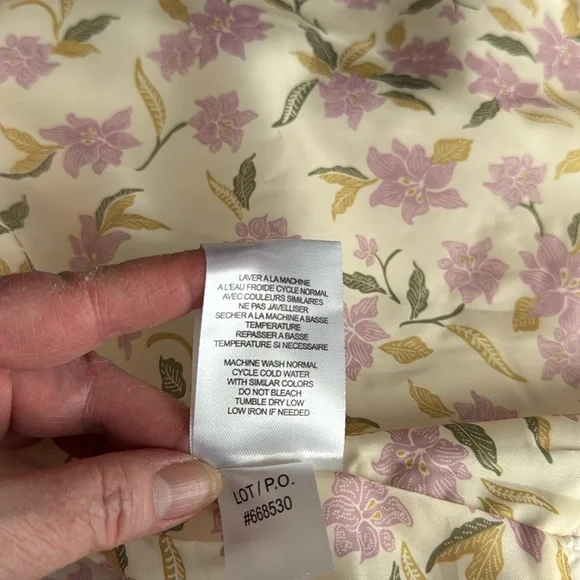 LAVER A LA MACHINE
A L'EAU FROIDE CYCLE NORMAL
AVEC COULEURS SIMILAIRES
NE PAS JAVELLISER
SECHER A LA MACHINE A BASSE
TEMPERATURE
REPASSER A BASSE
TEMPERATURE SI NECESSAIRE
MACHINE WASH NORMAL
CYCLE COLD WATER
WITH SIMILAR COLORS
DO NOT BLEACH
TUMBLE DRY LOW
LOW IRON IF NEEDED
LOT / P.O.
#668530